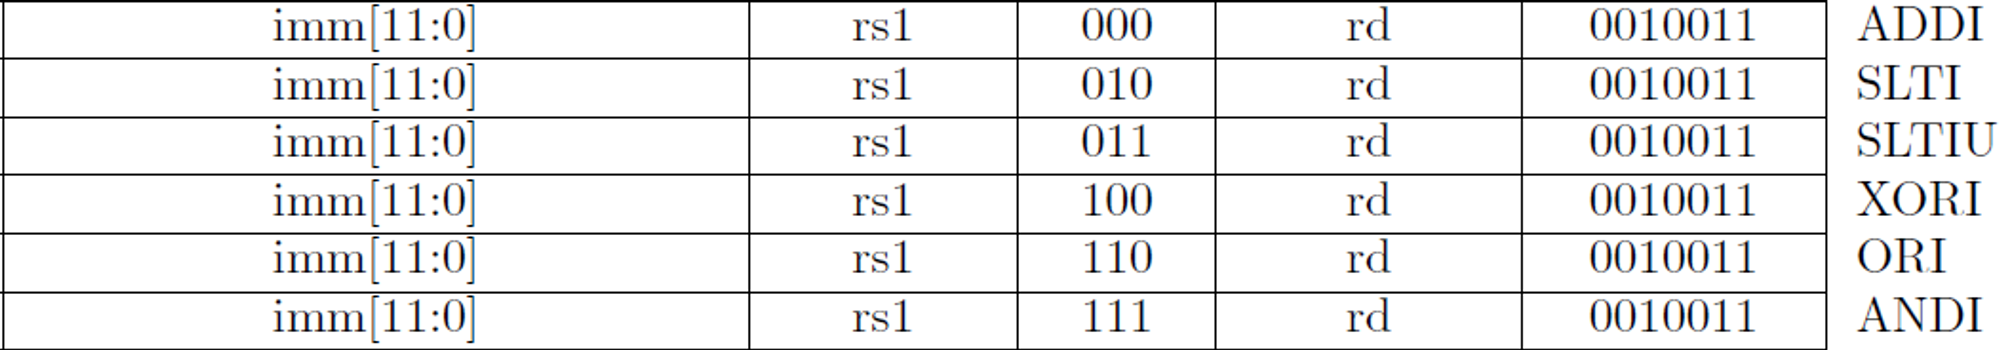 imm[11:0] rs1 000 rd 0010011 ADDI
imm[11:0] rs1 010 rd 0010011 SLTI
imm[11:0] rs1 011 rd 0010011 SLTIU
imm[11:0] rs1 100 rd 0010011 XORI
imm[11:0] rs1 110 rd 0010011 ORI
imm[11:0] rs1 111 rd 0010011 ANDI